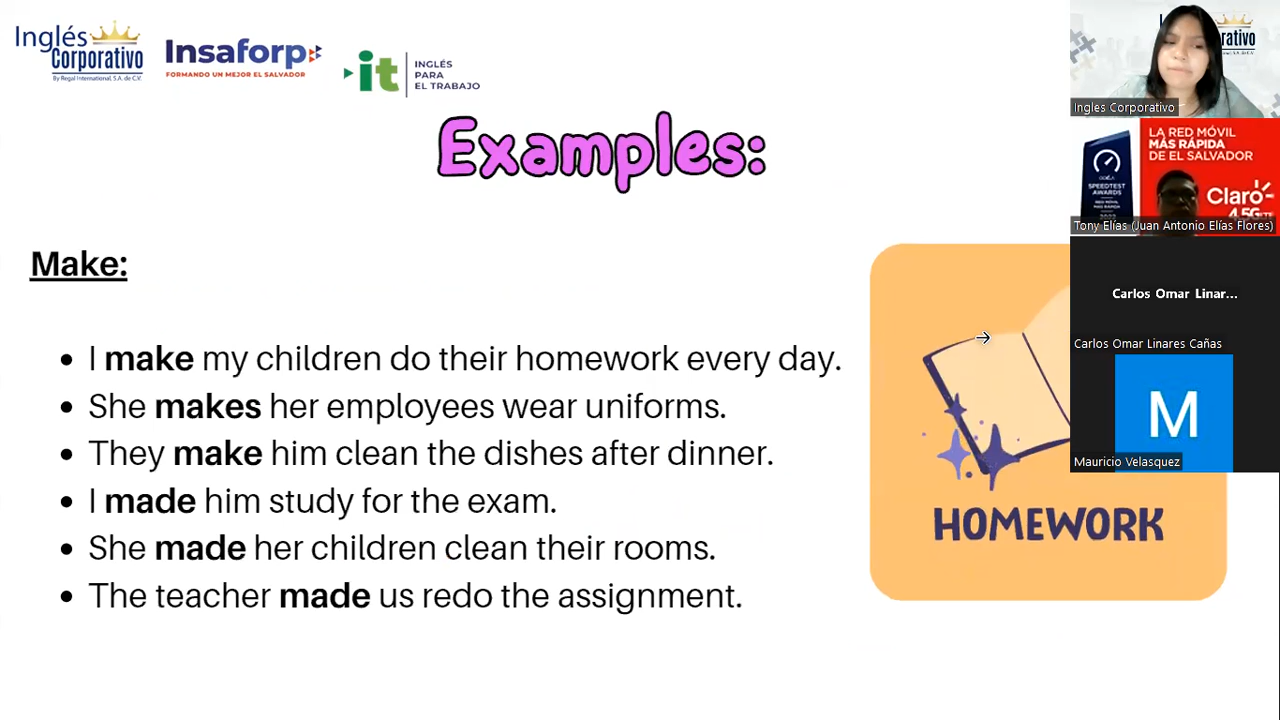 Inglés
Corporativo
By Regal International, S.A. de C.V.
Insaforp
FORMANDO UN MEJOR EL SALVADOR
it
INGLÉS
PARA
EL TRABAJO
Examples:
Make:
• I make my children do their homework every day.
• She makes her employees wear uniforms.
• They make him clean the dishes after dinner.
• I made him study for the exam.
• She made her children clean their rooms.
• The teacher made us redo the assignment.
HOMEWORK
Ingles Corporativo
LA RED MÓVIL
MÁS RÁPIDA
DE EL SALVADOR
SPEEDTEST
AWARDS
Claro
4.5G
Tony Elías (Juan Antonio Elías Flores)
Carlos Omar Linar...
Carlos Omar Linares Cañas
M
Mauricio Velasquez